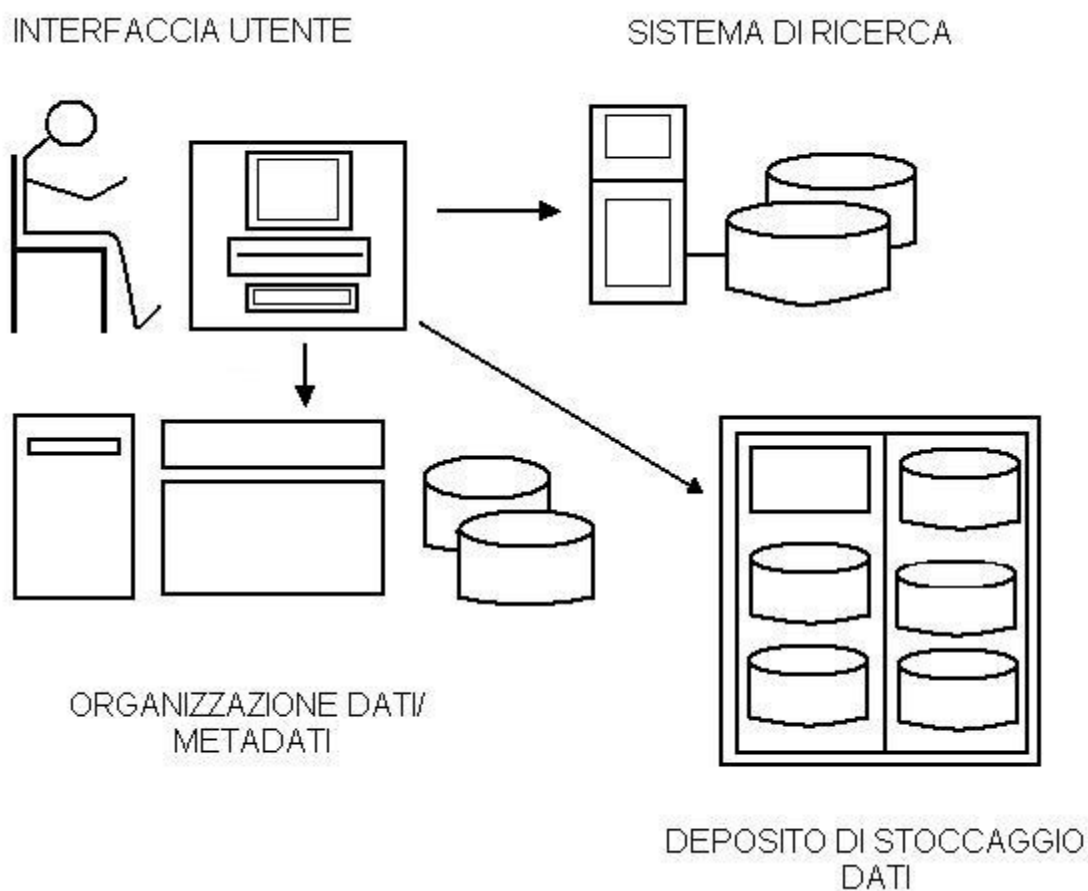 INTERFACCIA UTENTE
SISTEMA DI RICERCA
ORGANIZZAZIONE DATI/
METADATI
DEPOSITO DI STOCCAGGIO
DATI